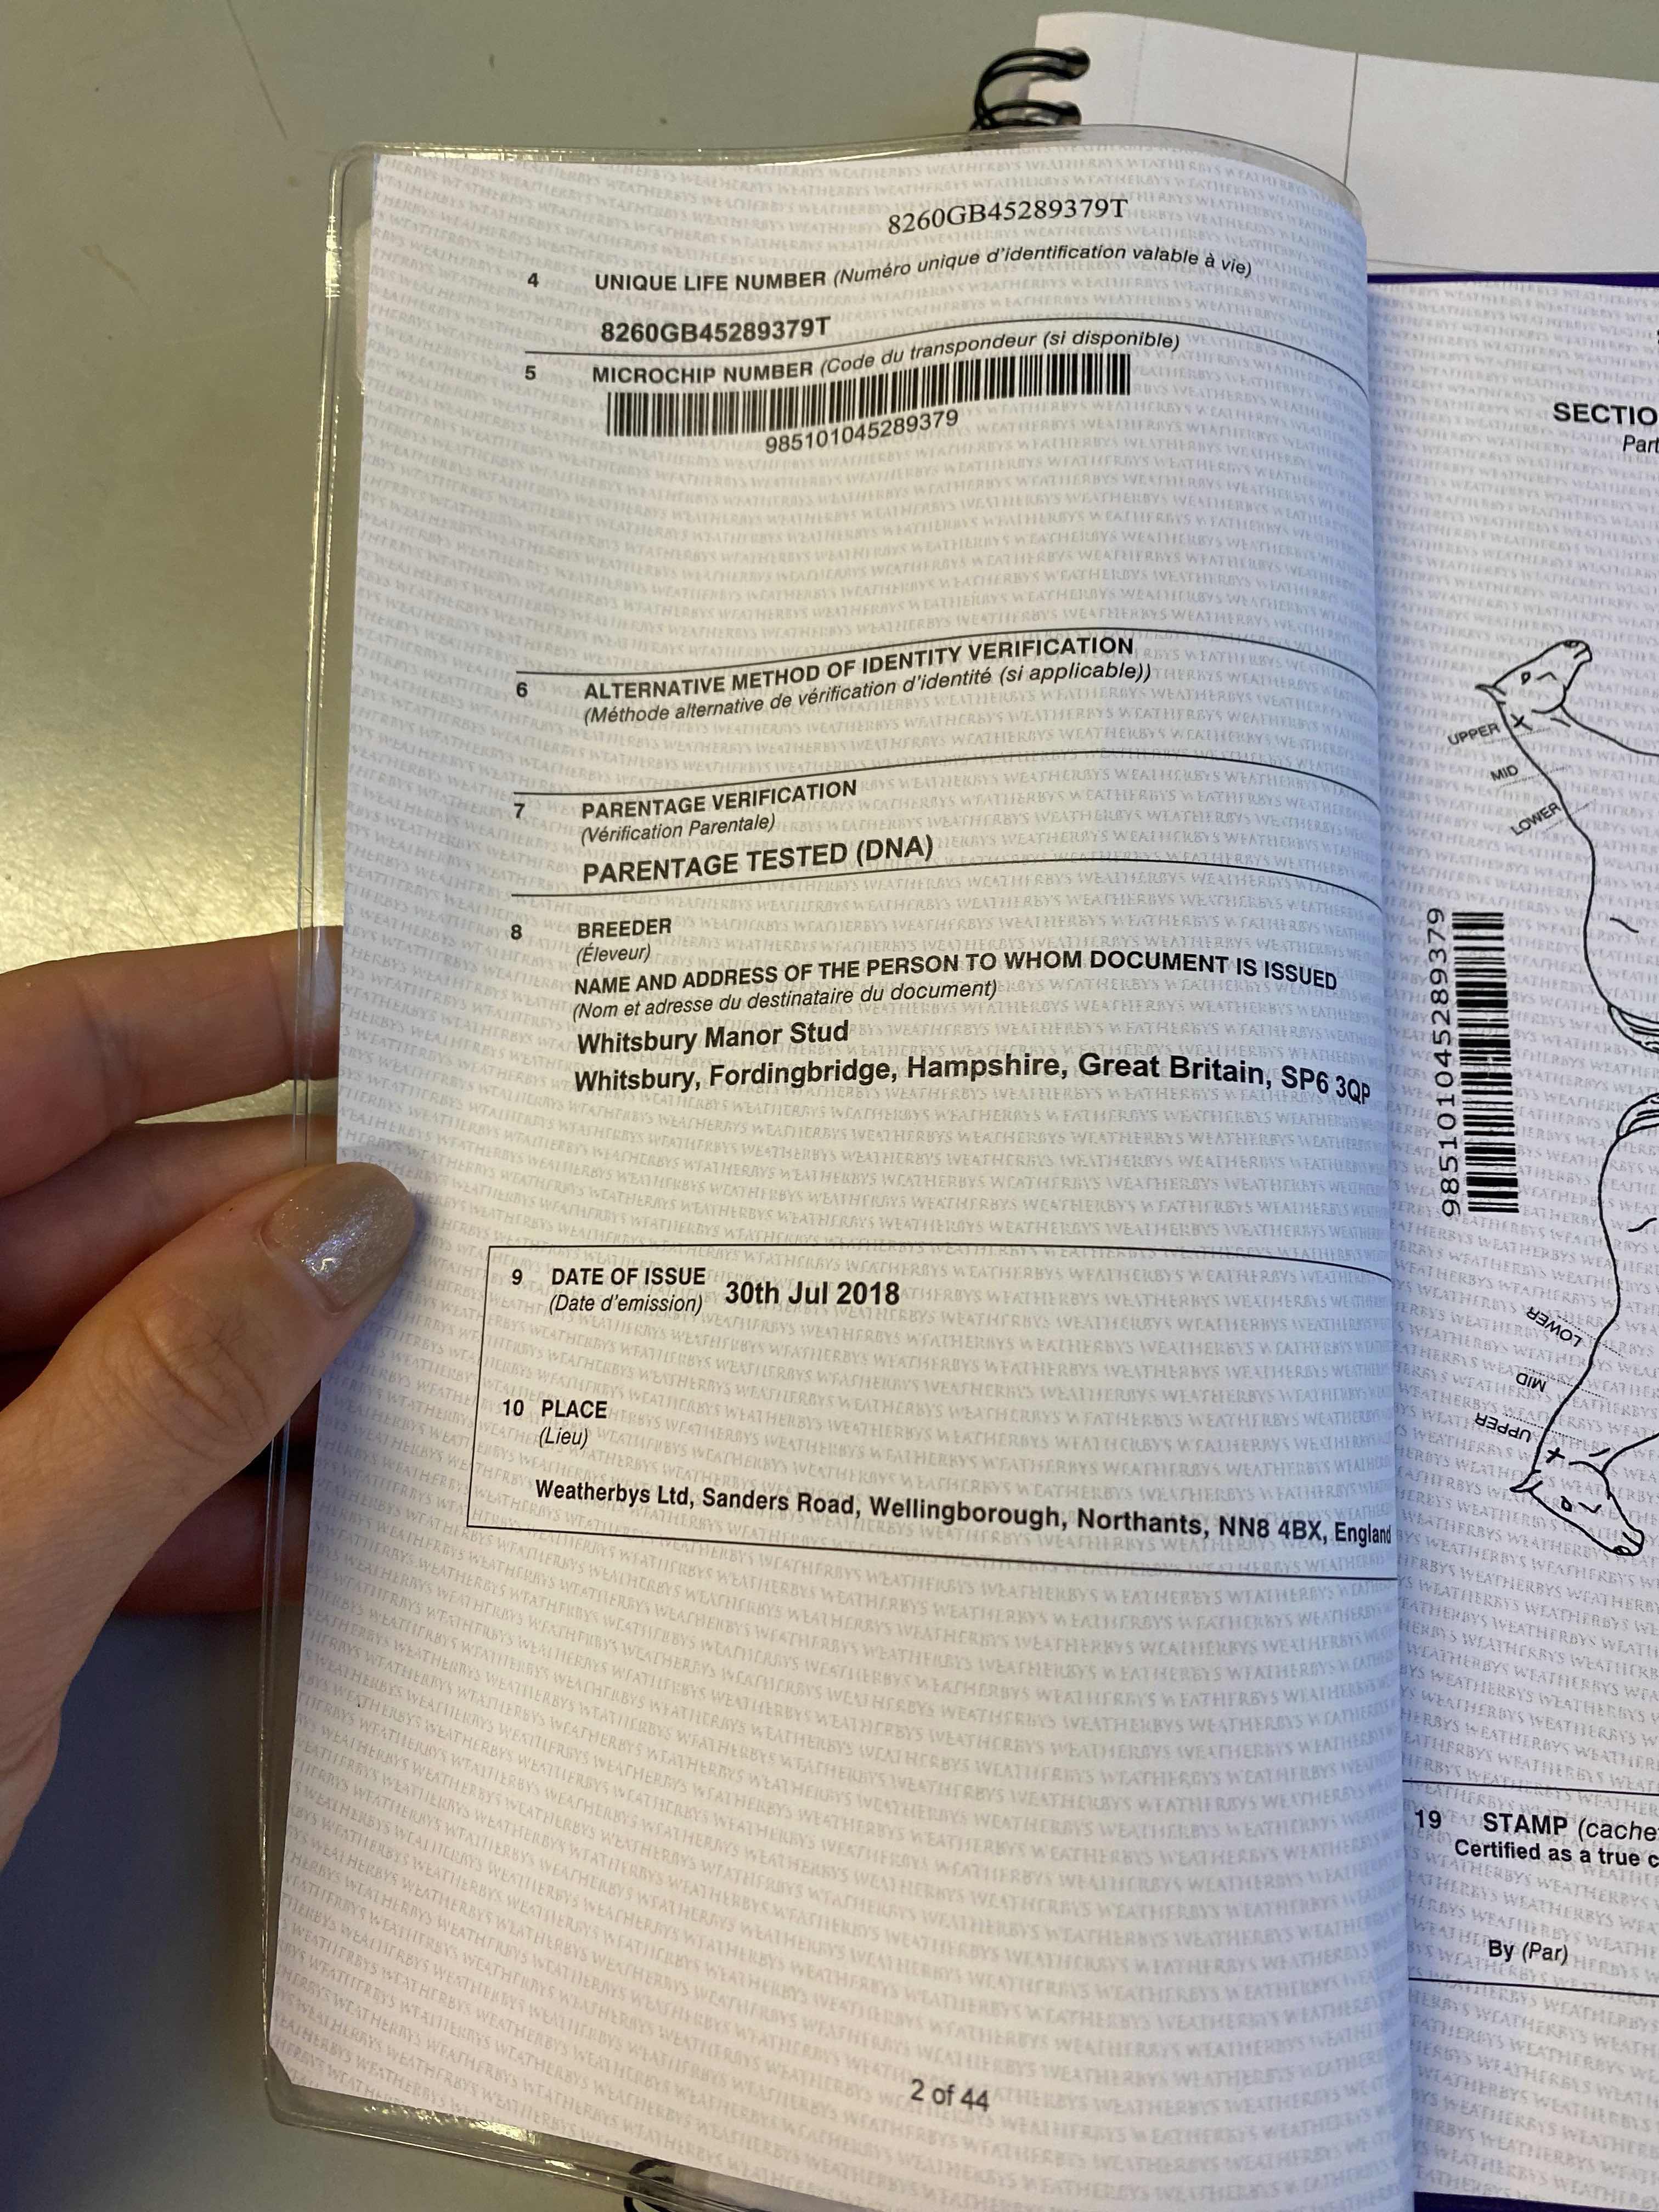 8260GB45289379T
4 UNIQUE LIFE NUMBER (Numéro unique d'identification valable à vie)
8260GB45289379T
5 MICROCHIP NUMBER (Code du transpondeur (si disponible)
985101045289379
6 ALTERNATIVE METHOD OF IDENTITY VERIFICATION
(Méthode alternative de vérification d'identité (si applicable))
7 PARENTAGE VERIFICATION
(Vérification Parentale)
PARENTAGE TESTED (DNA)
8 BREEDER
(Éleveur)
NAME AND ADDRESS OF THE PERSON TO WHOM DOCUMENT IS ISSUED
(Nom et adresse du destinataire du document)
Whitsbury Manor Stud
Whitsbury, Fordingbridge, Hampshire, Great Britain, SP6 3QP
9 DATE OF ISSUE 30th Jul 2018
(Date d'emission)
10 PLACE
(Lieu)
Weatherbys Ltd, Sanders Road, Wellingborough, Northants, NN8 4BX, England
2 of 44
SECTIO
Part
UPPER
MID
LOWER
985101045289379
LOWER
MID
UPPER
19 STAMP (cache
Certified as a true c
By (Par)